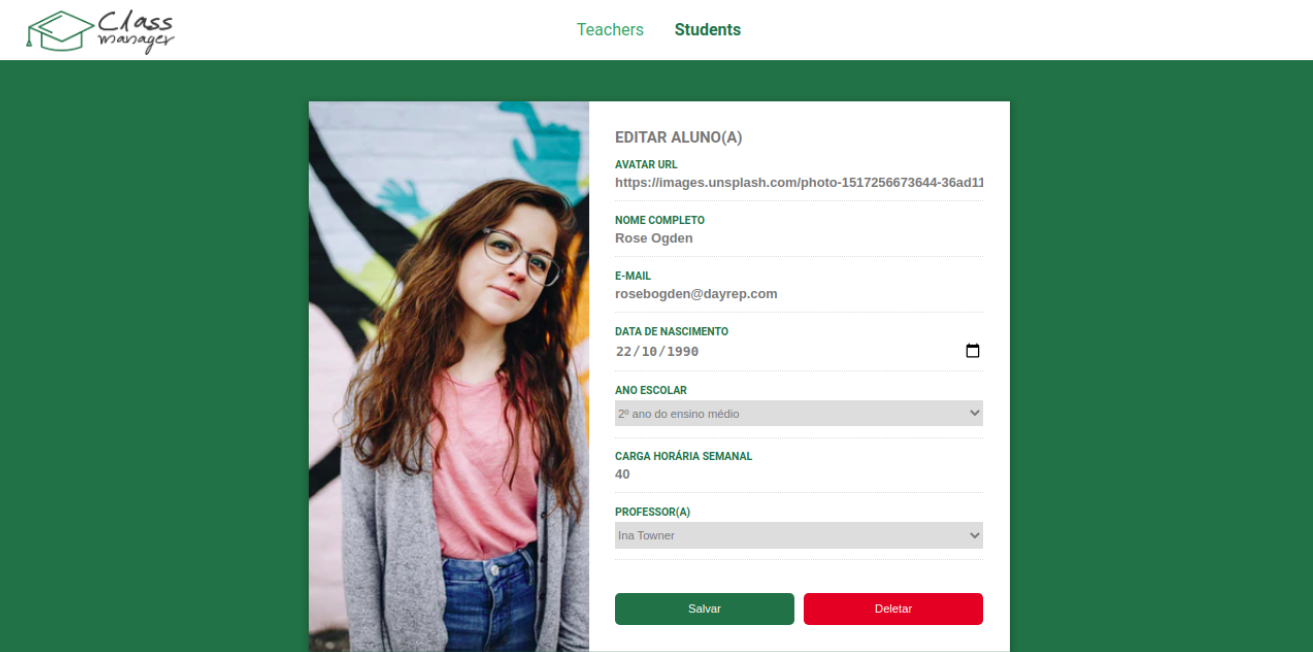 Class
manager
Teachers
Students
EDITAR ALUNO(A)
AVATAR URL
https://images.unsplash.com/photo-1517256673644-36ad11
NOME COMPLETO
Rose Ogden
E-MAIL
rosebogden@dayrep.com
DATA DE NASCIMENTO
22/10/1990
ANO ESCOLAR
2º ano do ensino médio
CARGA HORÁRIA SEMANAL
40
PROFESSOR(A)
Ina Towner
Salvar
Deletar